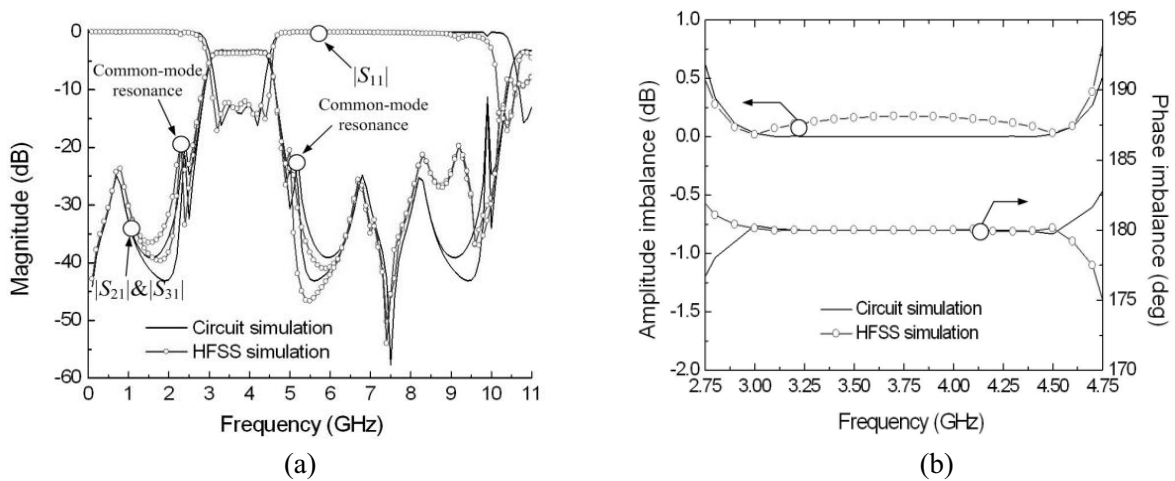 0
-10
-20
-30
-40
-50
-60
Magnitude (dB)
Common-mode
resonance
|S11|
Common-mode
resonance
|S21|&|S31|
Circuit simulation
HFSS simulation
0 1 2 3 4 5 6 7 8 9 10 11
Frequency (GHz)
(a)
1.0
0.5
0.0
-0.5
-1.0
-1.5
-2.0
Amplitude imbalance (dB)
Circuit simulation
HFSS simulation
195
190
185
180
175
170
Phase imbalance (deg)
2.75 3.00 3.25 3.50 3.75 4.00 4.25 4.50 4.75
Frequency (GHz)
(b)